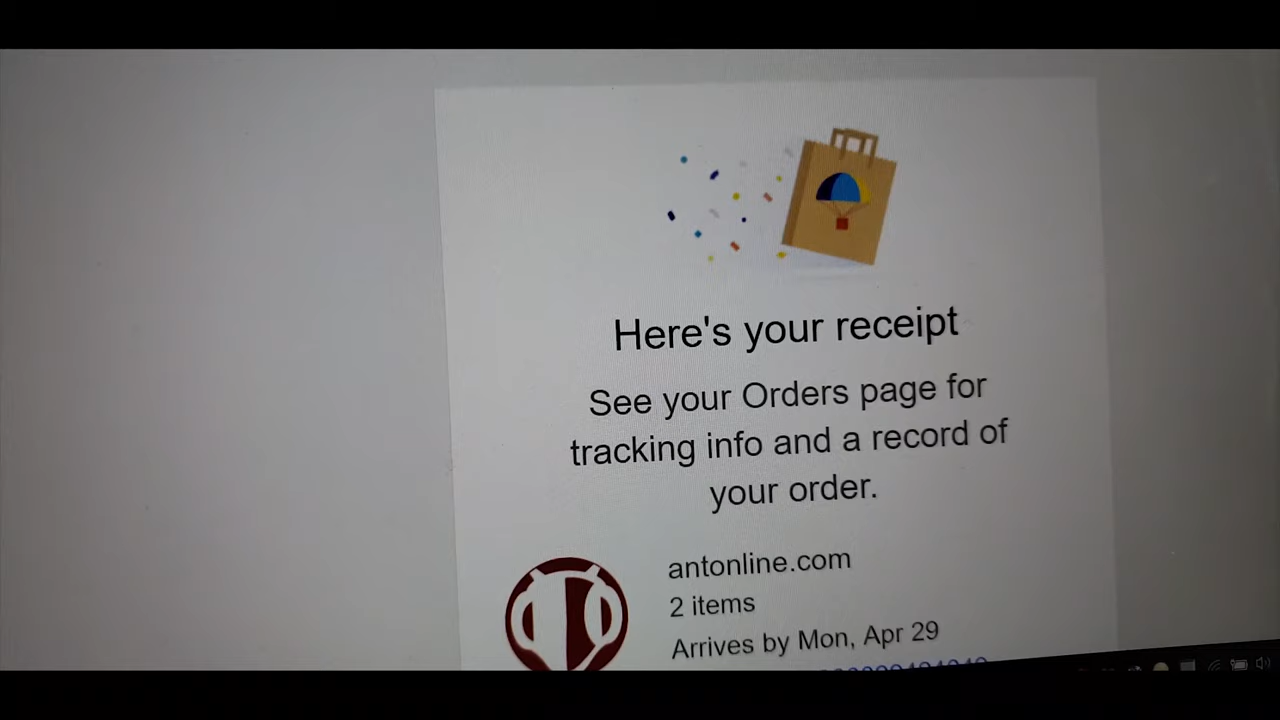 Here's your receipt
See your Orders page for
tracking info and a record of
your order.
antonline.com
2 items
Arrives by Mon, Apr 29